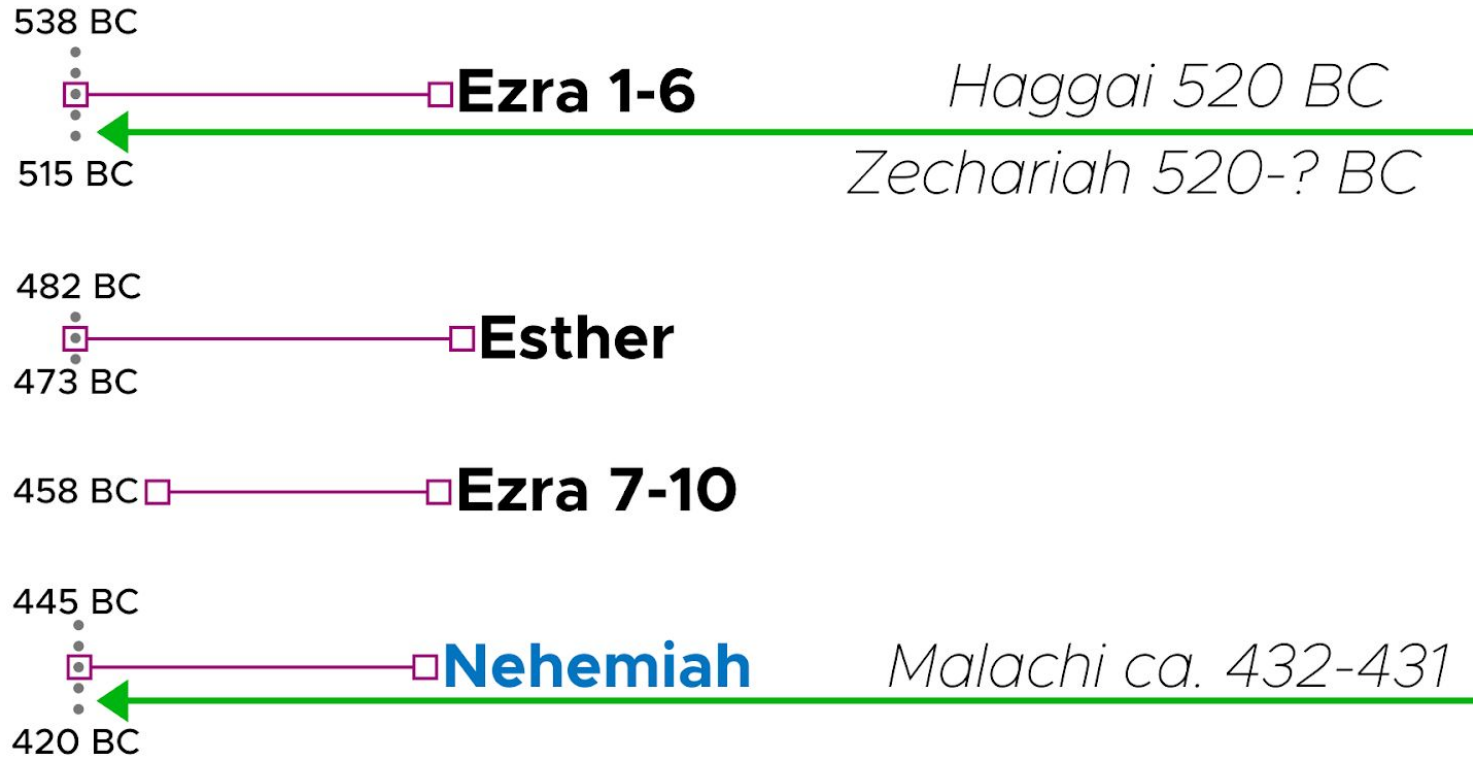 538 BC
Ezra 1-6
Haggai 520 BC
515 BC
Zechariah 520-? BC
482 BC
Esther
473 BC
458 BC
Ezra 7-10
445 BC
Nehemiah
Malachi ca. 432-431
420 BC